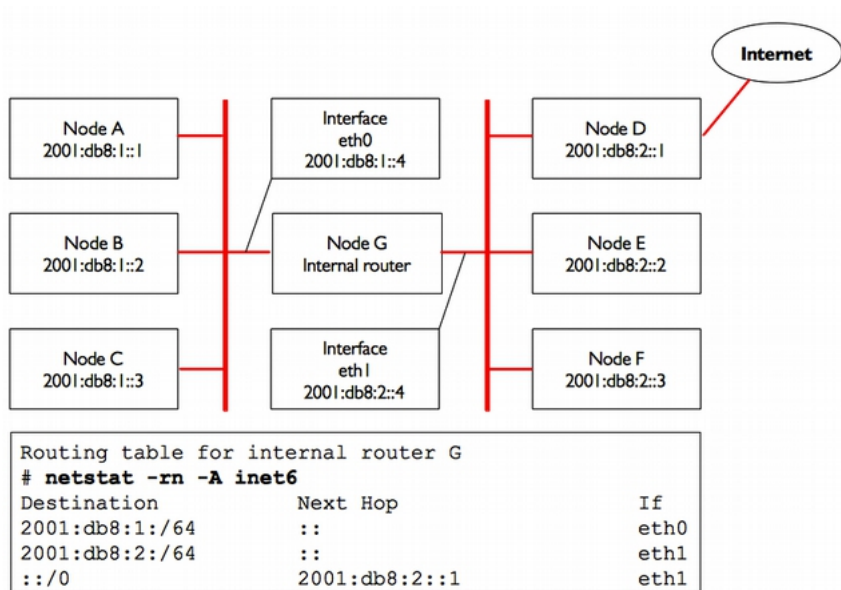 Internet
Node A
2001:db8:1::1
Interface
eth0
2001:db8:1::4
Node D
2001:db8:2::1
Node B
2001:db8:1::2
Node G
Internal router
Node E
2001:db8:2::2
Node C
2001:db8:1::3
Interface
eth1
2001:db8:2::4
Node F
2001:db8:2::3
Routing table for internal router G
# netstat -rn -A inet6
Destination Next Hop If
2001:db8:1:/64 :: eth0
2001:db8:2:/64 :: eth1
::/0 2001:db8:2::1 eth1